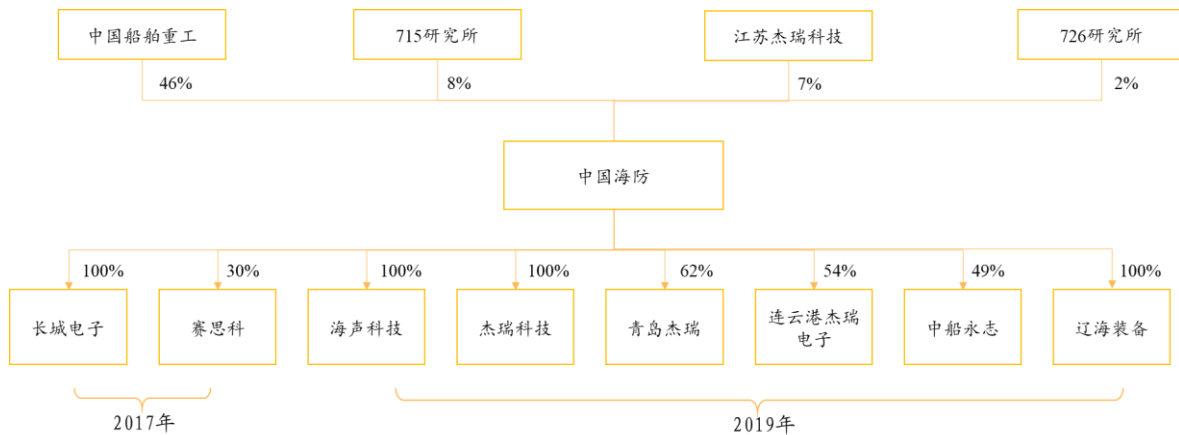 中国船舶重工
715研究所
江苏杰瑞科技
726研究所
46%
8%
7%
2%
中国海防
100%
30%
100%
100%
62%
54%
49%
100%
长城电子
赛思科
海声科技
杰瑞科技
青岛杰瑞
连云港杰瑞
电子
中船永志
辽海装备
2017年
2019年